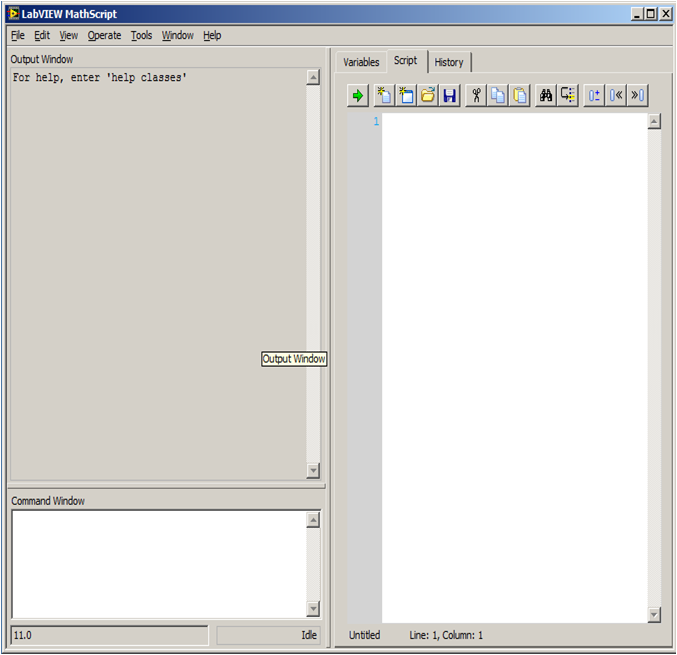 LabVIEW MathScript
File Edit View Operate Tools Window Help
Output Window
For help, enter 'help classes'
Output Window
Command Window
11.0
Idle
Variables Script History
1
Untitled Line: 1, Column: 1